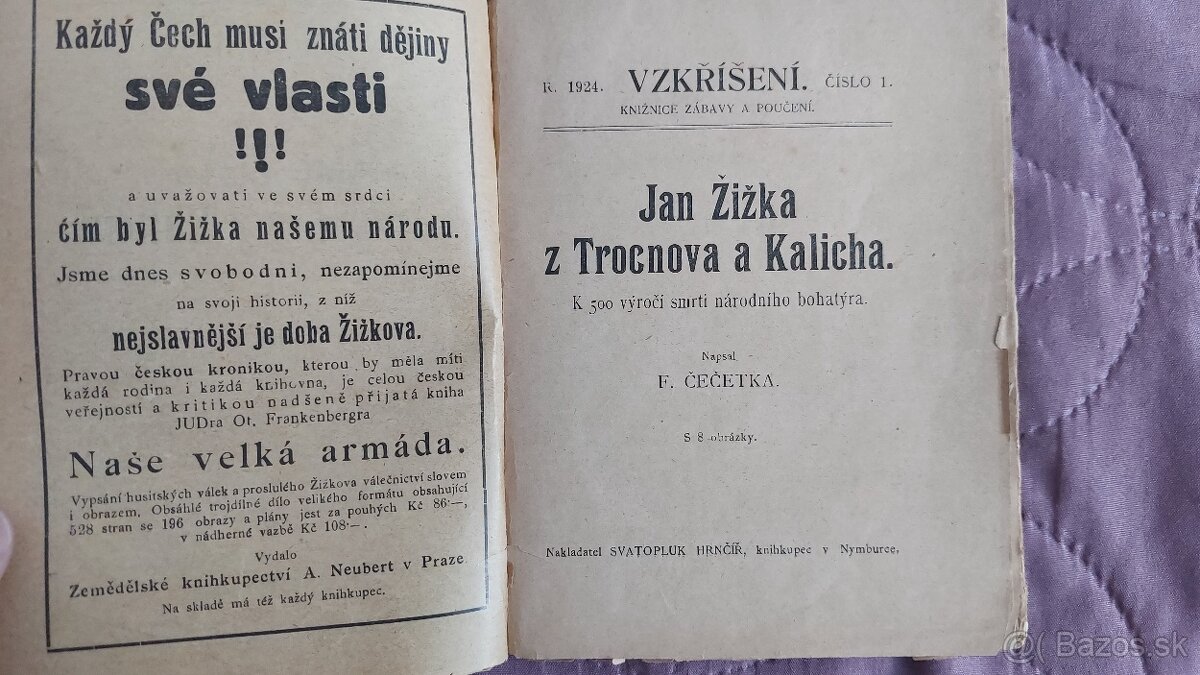 Každý Čech musí znáti dějiny
své vlasti
!!!
a uvažovati ve svém srdci
ćím byl Žižka našemu národu.
Jsme dnes svobodni, nezapomínejme
na svoji historii, z níž
nejslavnější je doba Žižkova.
Pravou českou kronikou, kterou by měla míti
každá rodina i každá knihovna, je celou českou
veřejností a kritikou nadšeně přijatá kniha
JUDra Ot. Frankenbergra
Naše velká armáda.
Vypsání husitských válek a proslulého Žižkova válečnictví slovem
i obrazem. Obsáhlé trojdílné dílo velikého formátu obsahující
528 stran se 196 obrazy a plány jest za pouhých Kč 86·—,
v nádherné vazbě Kč 108·—.
Vydalo
Zemědělské knihkupectví A. Neubert v Praze
Na skladě má též každý knihkupec.
R. 1924. VZKŘÍŠENÍ. ČÍSLO 1.
KNIŽNICE ZÁBAVY A POUČENÍ.
Jan Žižka
z Trocnova a Kalicha.
K 500 výročí smrti národního bohatýra.
Napsal
F. ČEČETKA.
S 8 obrázky.
Nakladatel SVATOPLUK HRNČÍŘ, knihkupec v Nymburce,
Bazos.sk